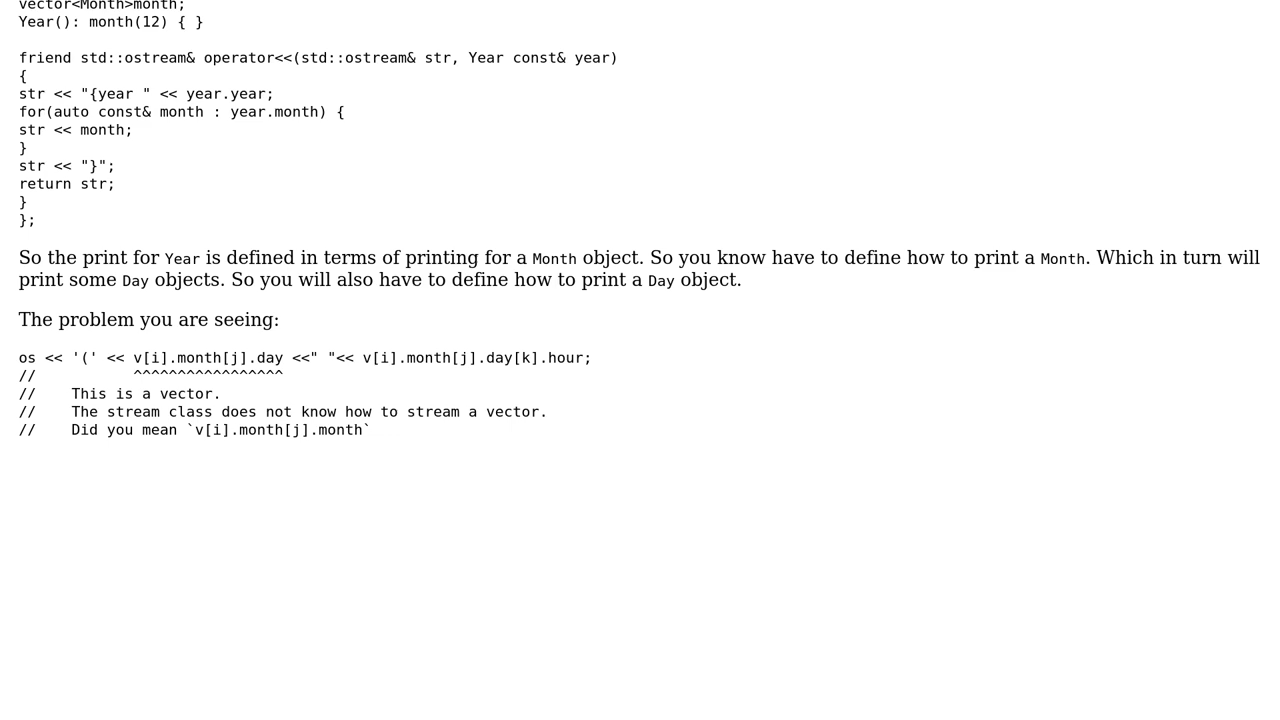 vector<Month>month;
Year(): month(12) { }
friend std::ostream& operator<<(std::ostream& str, Year const& year)
{
str << "{year " << year.year;
for(auto const& month : year.month) {
str << month;
}
str << "}";
return str;
}
};
So the print for Year is defined in terms of printing for a Month object. So you know have to define how to print a Month. Which in turn will
print some Day objects. So you will also have to define how to print a Day object.
The problem you are seeing:
os << '(' << v[i].month[j].day <<" "<< v[i].month[j].day[k].hour;
//           ^^^^^^^^^^^^^^^^^
//    This is a vector.
//    The stream class does not know how to stream a vector.
//    Did you mean `v[i].month[j].month`